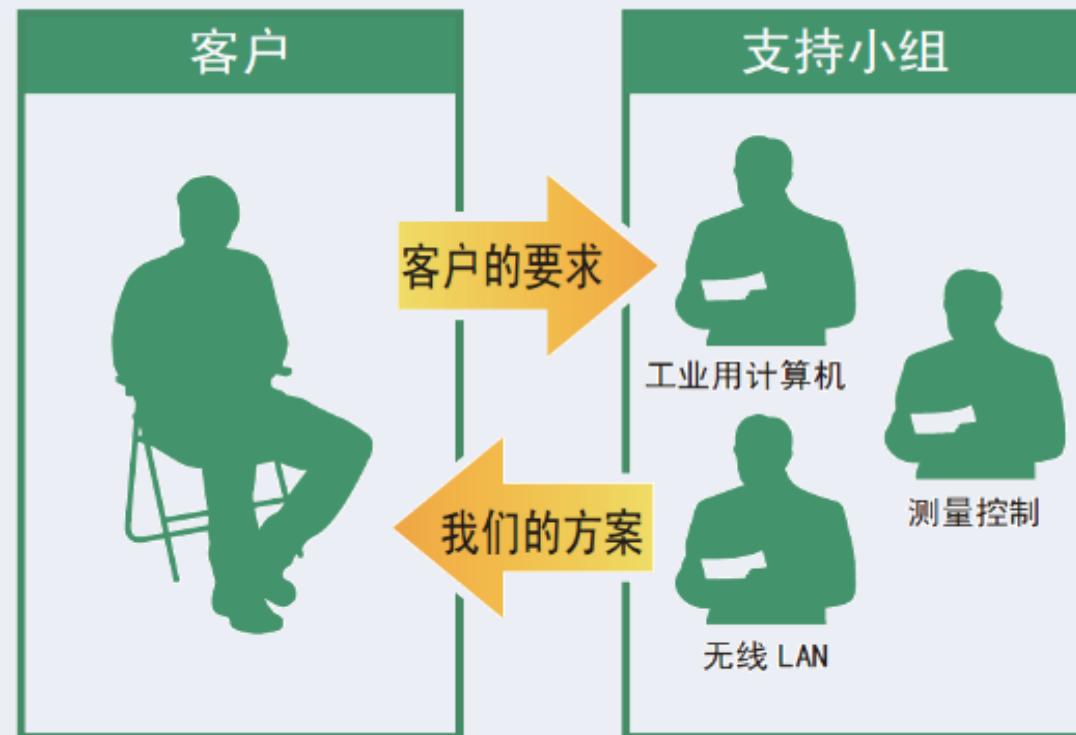 客户
支持小组
客户的要求
工业用计算机
测量控制
我们的方案
无线 LAN